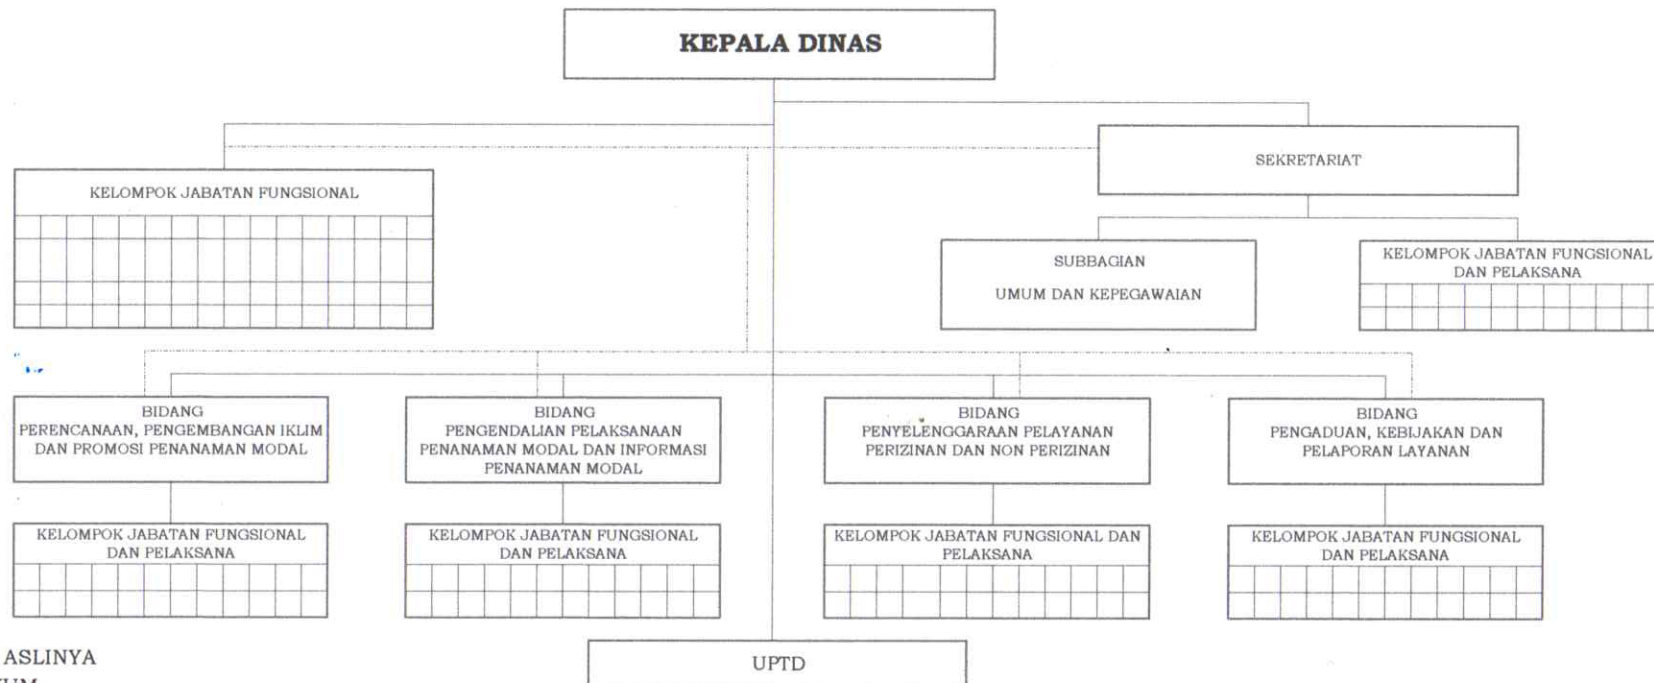 KEPALA DINAS
SEKRETARIAT
KELOMPOK JABATAN FUNGSIONAL
SUBBAGIAN
UMUM DAN KEPEGAWAIAN
KELOMPOK JABATAN FUNGSIONAL
DAN PELAKSANA
BIDANG
PERENCANAAN, PENGEMBANGAN IKLIM
DAN PROMOSI PENANAMAN MODAL
BIDANG
PENGENDALIAN PELAKSANAAN
PENANAMAN MODAL DAN INFORMASI
PENANAMAN MODAL
BIDANG
PENYELENGGARAAN PELAYANAN
PERIZINAN DAN NON PERIZINAN
BIDANG
PENGADUAN, KEBIJAKAN DAN
PELAPORAN LAYANAN
KELOMPOK JABATAN FUNGSIONAL
DAN PELAKSANA
KELOMPOK JABATAN FUNGSIONAL
DAN PELAKSANA
KELOMPOK JABATAN FUNGSIONAL DAN
PELAKSANA
KELOMPOK JABATAN FUNGSIONAL
DAN PELAKSANA
ASLINYA
UPTD